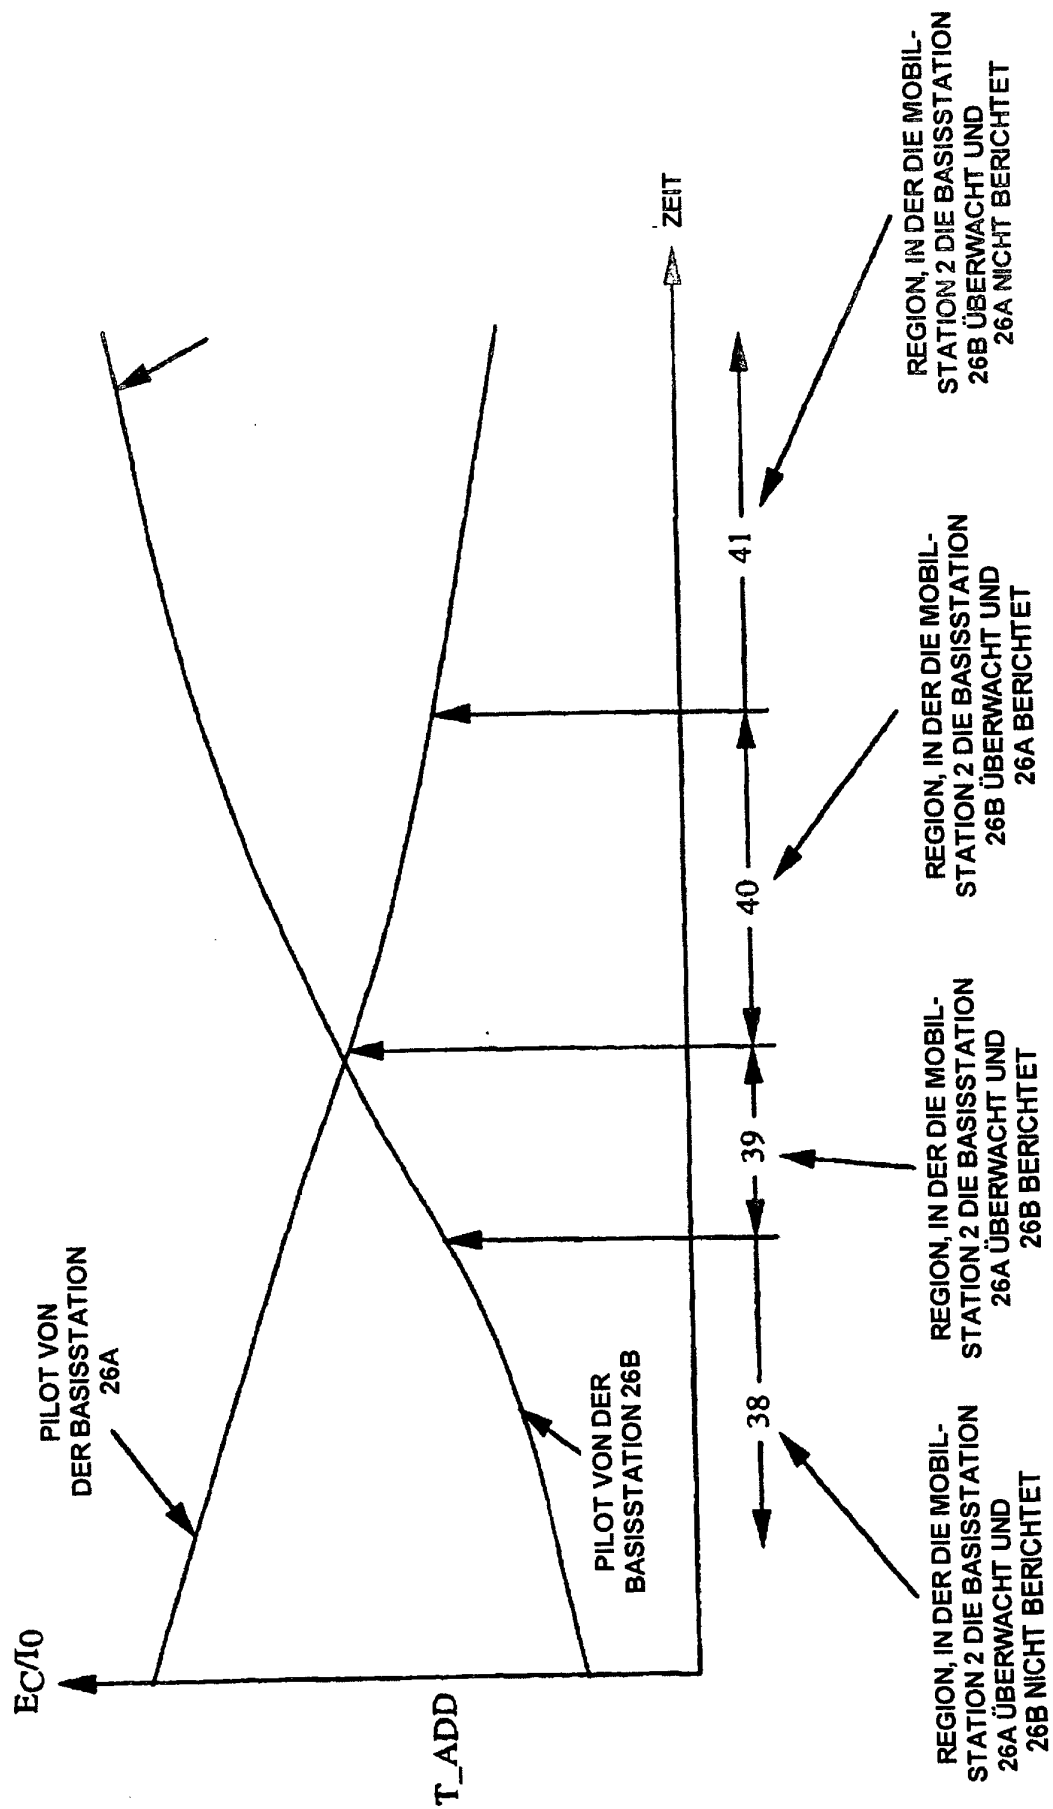 EC/I0
T_ADD
PILOT VON
DER BASISSTATION
26A
PILOT VON DER
BASISSTATION 26B
ZEIT
38
39
40
41
REGION, IN DER DIE MOBIL-
STATION 2 DIE BASISSTATION
26A ÜBERWACHT UND
26B NICHT BERICHTET
REGION, IN DER DIE MOBIL-
STATION 2 DIE BASISSTATION
26A ÜBERWACHT UND
26B BERICHTET
REGION, IN DER DIE MOBIL-
STATION 2 DIE BASISSTATION
26B ÜBERWACHT UND
26A BERICHTET
REGION, IN DER DIE MOBIL-
STATION 2 DIE BASISSTATION
26B ÜBERWACHT UND
26A NICHT BERICHTET